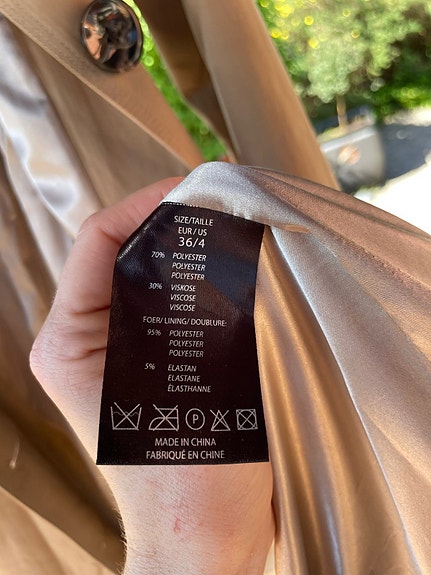 SIZE/TAILLE
EUR / US
36/4
70% POLYESTER
POLYESTER
POLYESTER
30% VISKOSE
VISCOSE
VISCOSE
FOER/ LINING/ DOUBLURE:
95% POLYESTER
POLYESTER
POLYESTER
5% ELASTAN
ELASTANE
ÉLASTHANNE
P
MADE IN CHINA
FABRIQUÉ EN CHINE